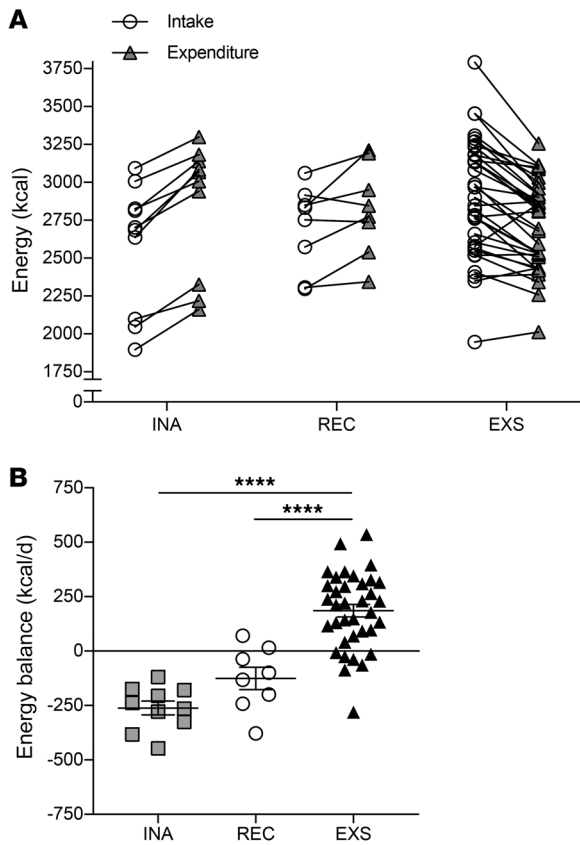 A
Intake
Expenditure
Energy (kcal)
3750
3500
3250
3000
2750
2500
2250
2000
1750
0
INA REC EXS
B
****
****
Energy balance (kcal/d)
750
500
250
0
-250
-500
-750
INA REC EXS